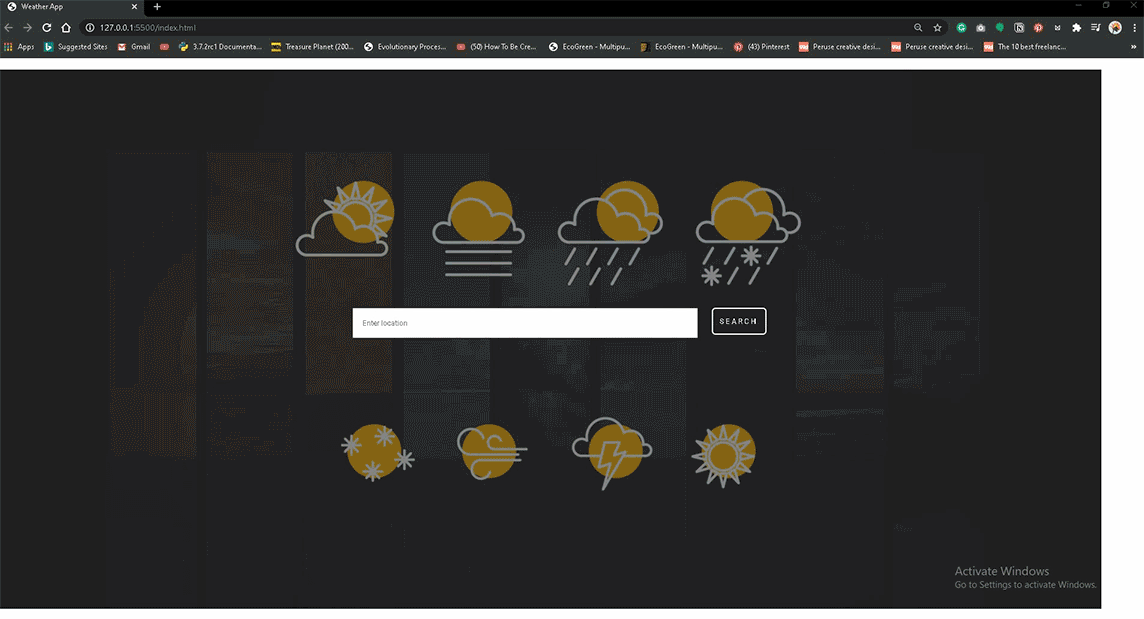 Weather App
127.0.0.1:5500/index.html
Apps
Suggested Sites
Gmail
3.7.2rc1 Documenta...
Treasure Planet (200...
Evolutionary Proces...
(50) How To Be Cre...
EcoGreen - Multipu...
EcoGreen - Multipu...
(43) Pinterest
Peruse creative desi...
Peruse creative desi...
The 10 best freelanc...
Enter location
SEARCH
Activate Windows
Go to Settings to activate Windows.